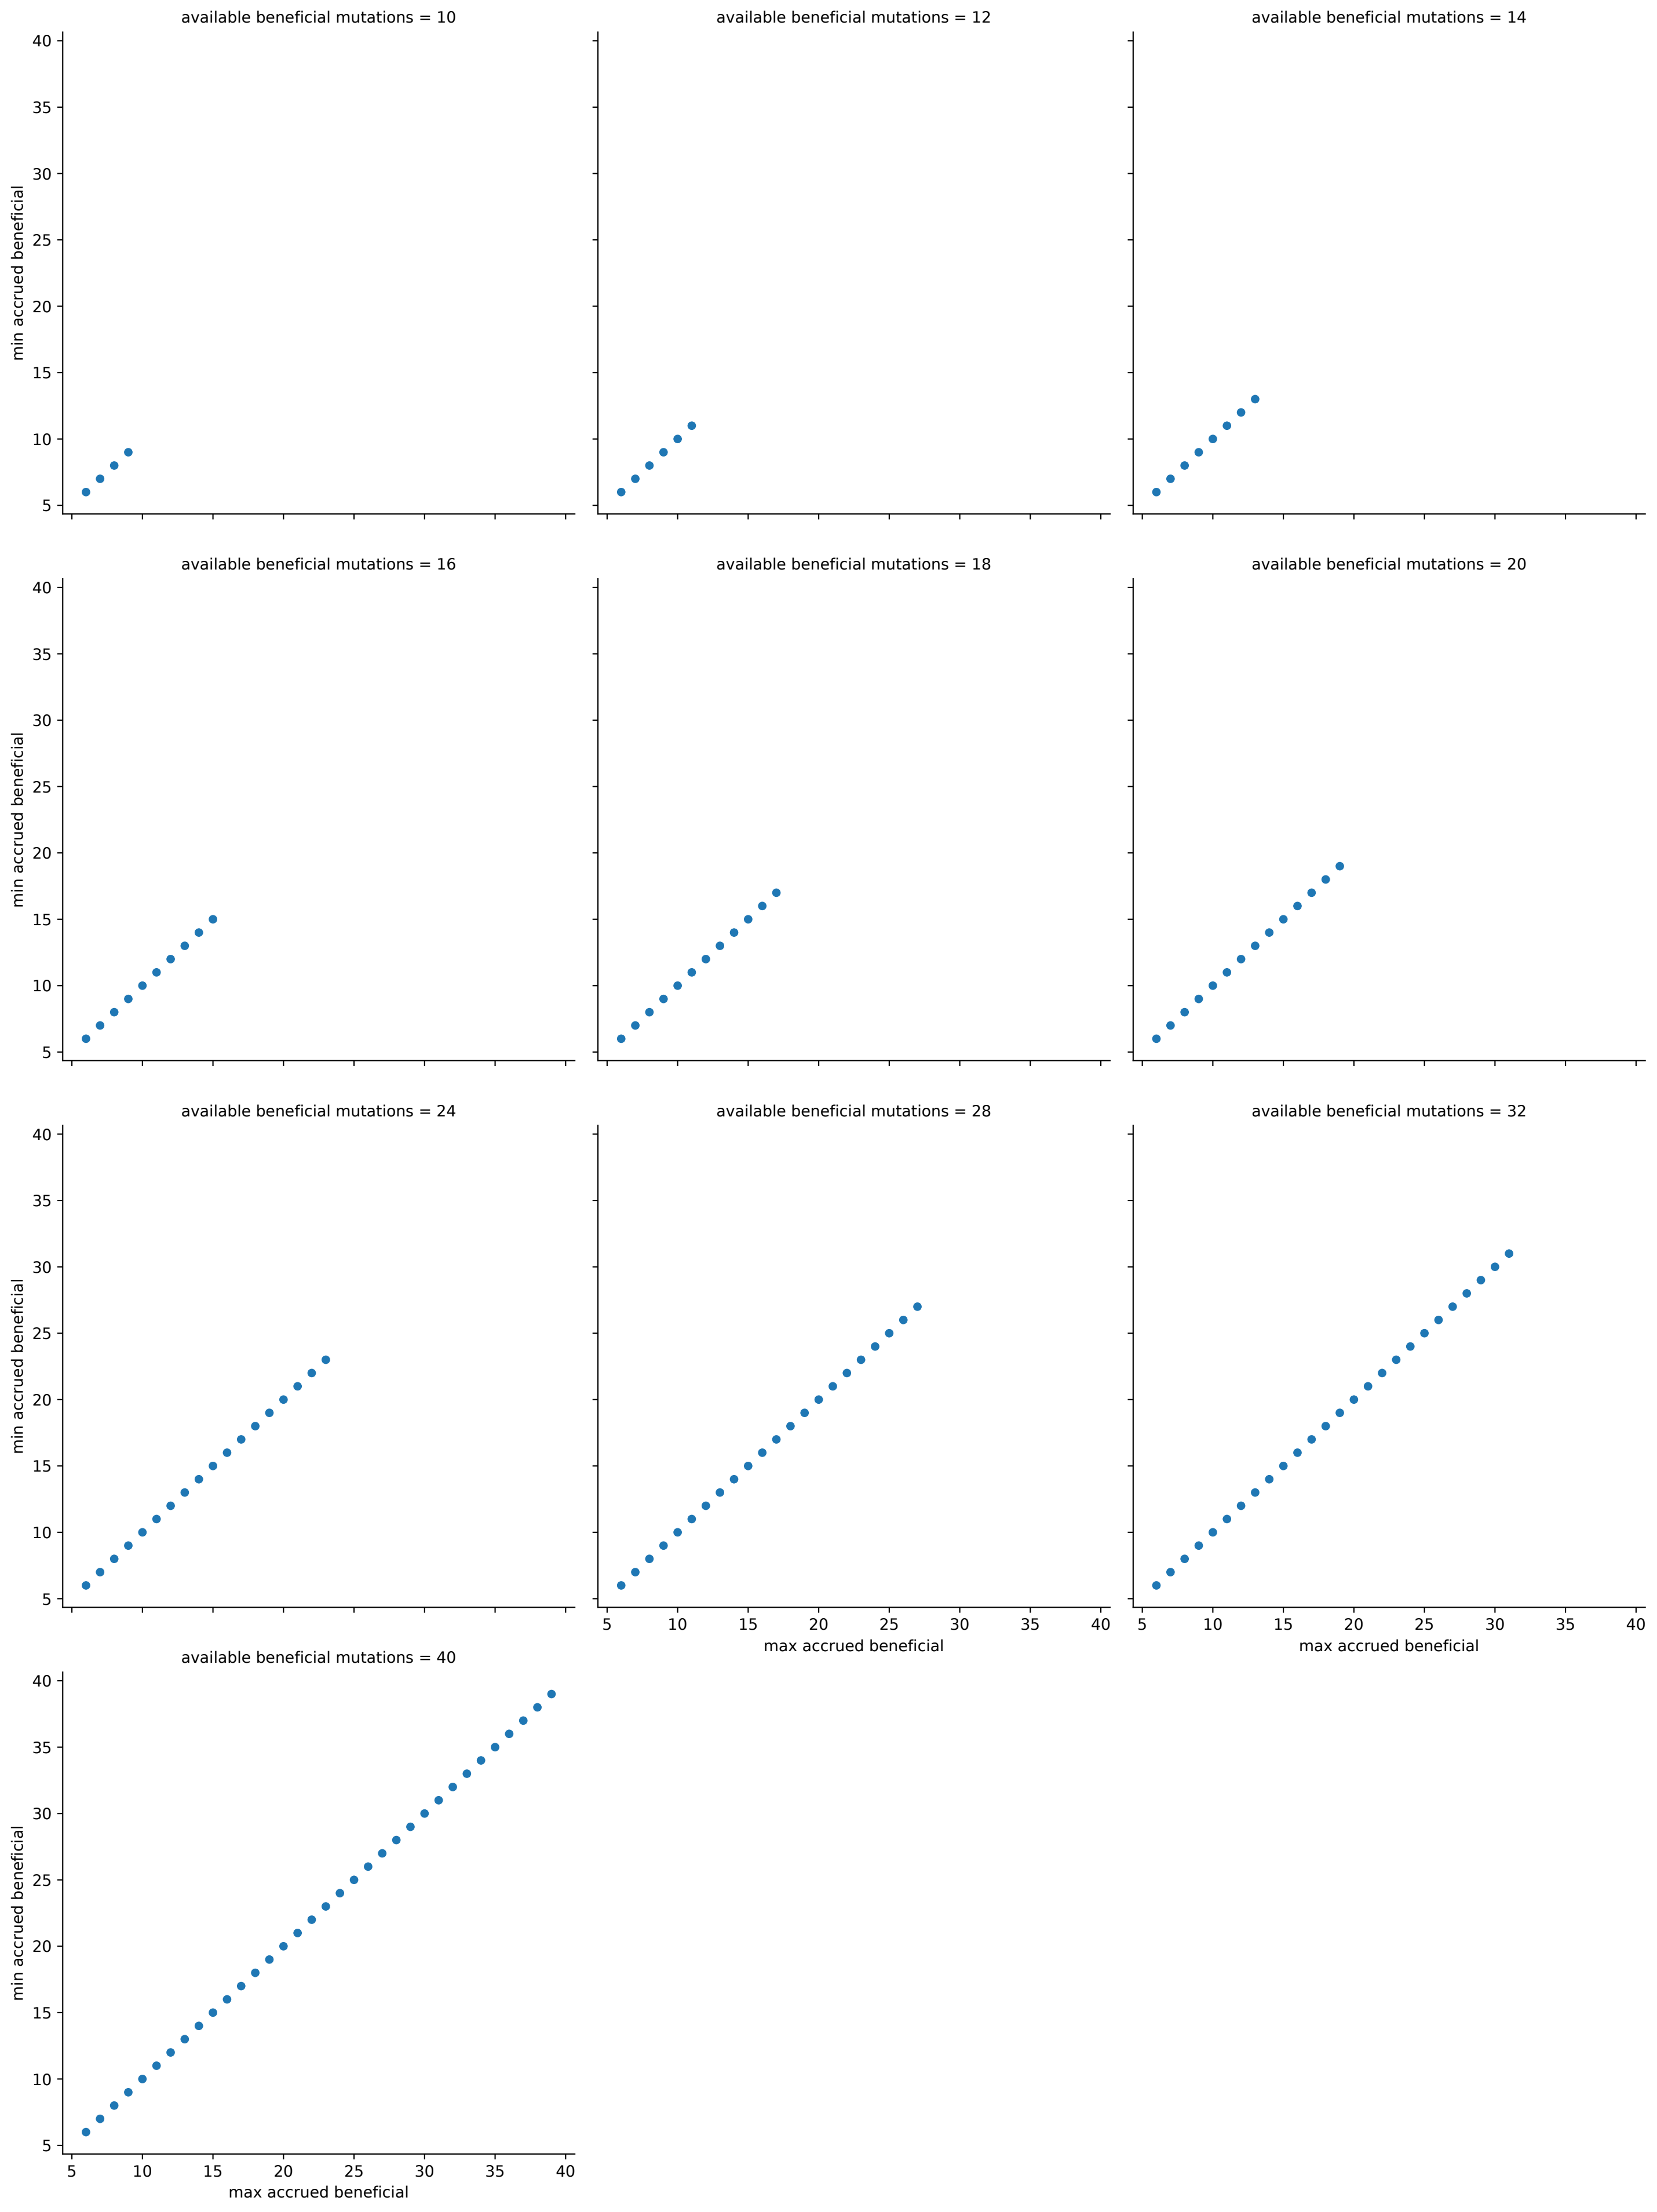 available beneficial mutations = 10
available beneficial mutations = 12
available beneficial mutations = 14
40
35
30
25
20
15
10
5
min accrued beneficial
available beneficial mutations = 16
available beneficial mutations = 18
available beneficial mutations = 20
40
35
30
25
20
15
10
5
min accrued beneficial
available beneficial mutations = 24
available beneficial mutations = 28
available beneficial mutations = 32
40
35
30
25
20
15
10
5
min accrued beneficial
5 10 15 20 25 30 35 40
max accrued beneficial
5 10 15 20 25 30 35 40
max accrued beneficial
available beneficial mutations = 40
40
35
30
25
20
15
10
5
min accrued beneficial
5 10 15 20 25 30 35 40
max accrued beneficial